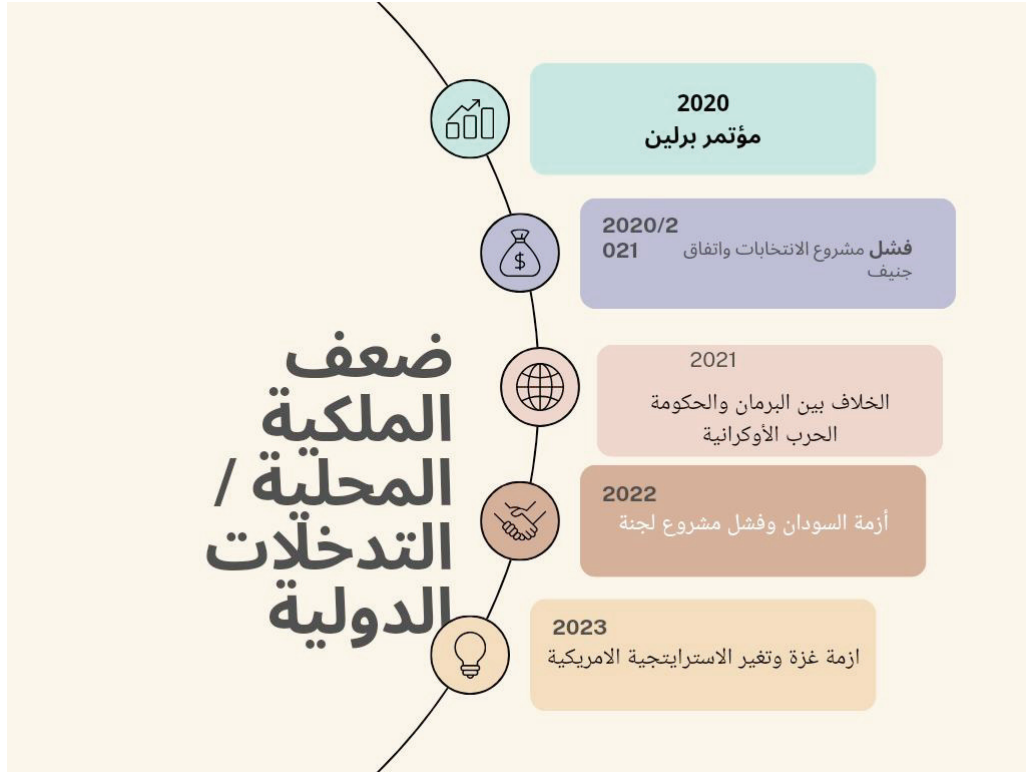 ضعف
الملكية
المحلية /
التدخلات
الدولية
2020
مؤتمر برلين
2020/2
021
فشل مشروع الانتخابات واتفاق
جنيف
2021
الخلاف بين البرمان والحكومة
الحرب الأوكرانية
2022
أزمة السودان وفشل مشروع لجنة
2023
ازمة غزة وتغير الاسترايتجية الامريكية
$